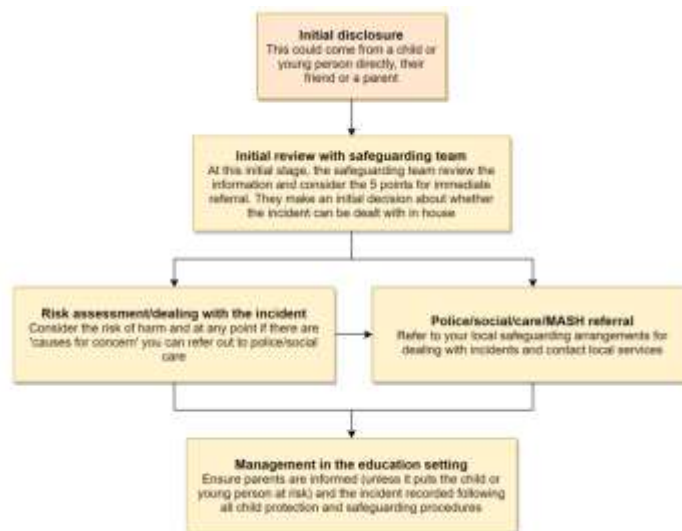 Initial disclosure
This could come from a child or
young person directly, their
friend or a parent
Initial review with safeguarding team
At this initial stage, the safeguarding team review the
information and consider the 5 points for immediate
referral. They make an initial decision about whether
the incident can be dealt with in house
Risk assessment/dealing with the incident
Consider the risk of harm and at any point if there are
'causes for concern' you can refer out to police/social
care
Police/social/care/MASH referral
Refer to your local safeguarding arrangements for
dealing with incidents and contact local services
Management in the education setting
Ensure parents are informed (unless it puts the child or
young person at risk) and the incident recorded following
all child protection and safeguarding procedures